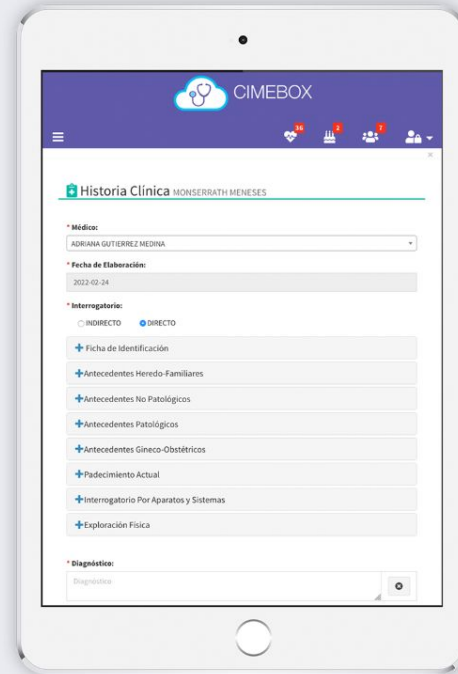 CIMEBOX
36 2 7
Historia Clínica MONSERRATH MENESES
* Médico:
ADRIANA GUTIERREZ MEDINA
* Fecha de Elaboración:
2022-02-24
* Interrogatorio:
INDIRECTO DIRECTO
+ Ficha de Identificación
+Antecedentes Heredo-Familiares
+Antecedentes No Patológicos
+Antecedentes Patológicos
+Antecedentes Gineco-Obstétricos
+Padecimiento Actual
+Interrogatorio Por Aparatos y Sistemas
+Exploración Física
* Diagnóstico:
Diagnóstico